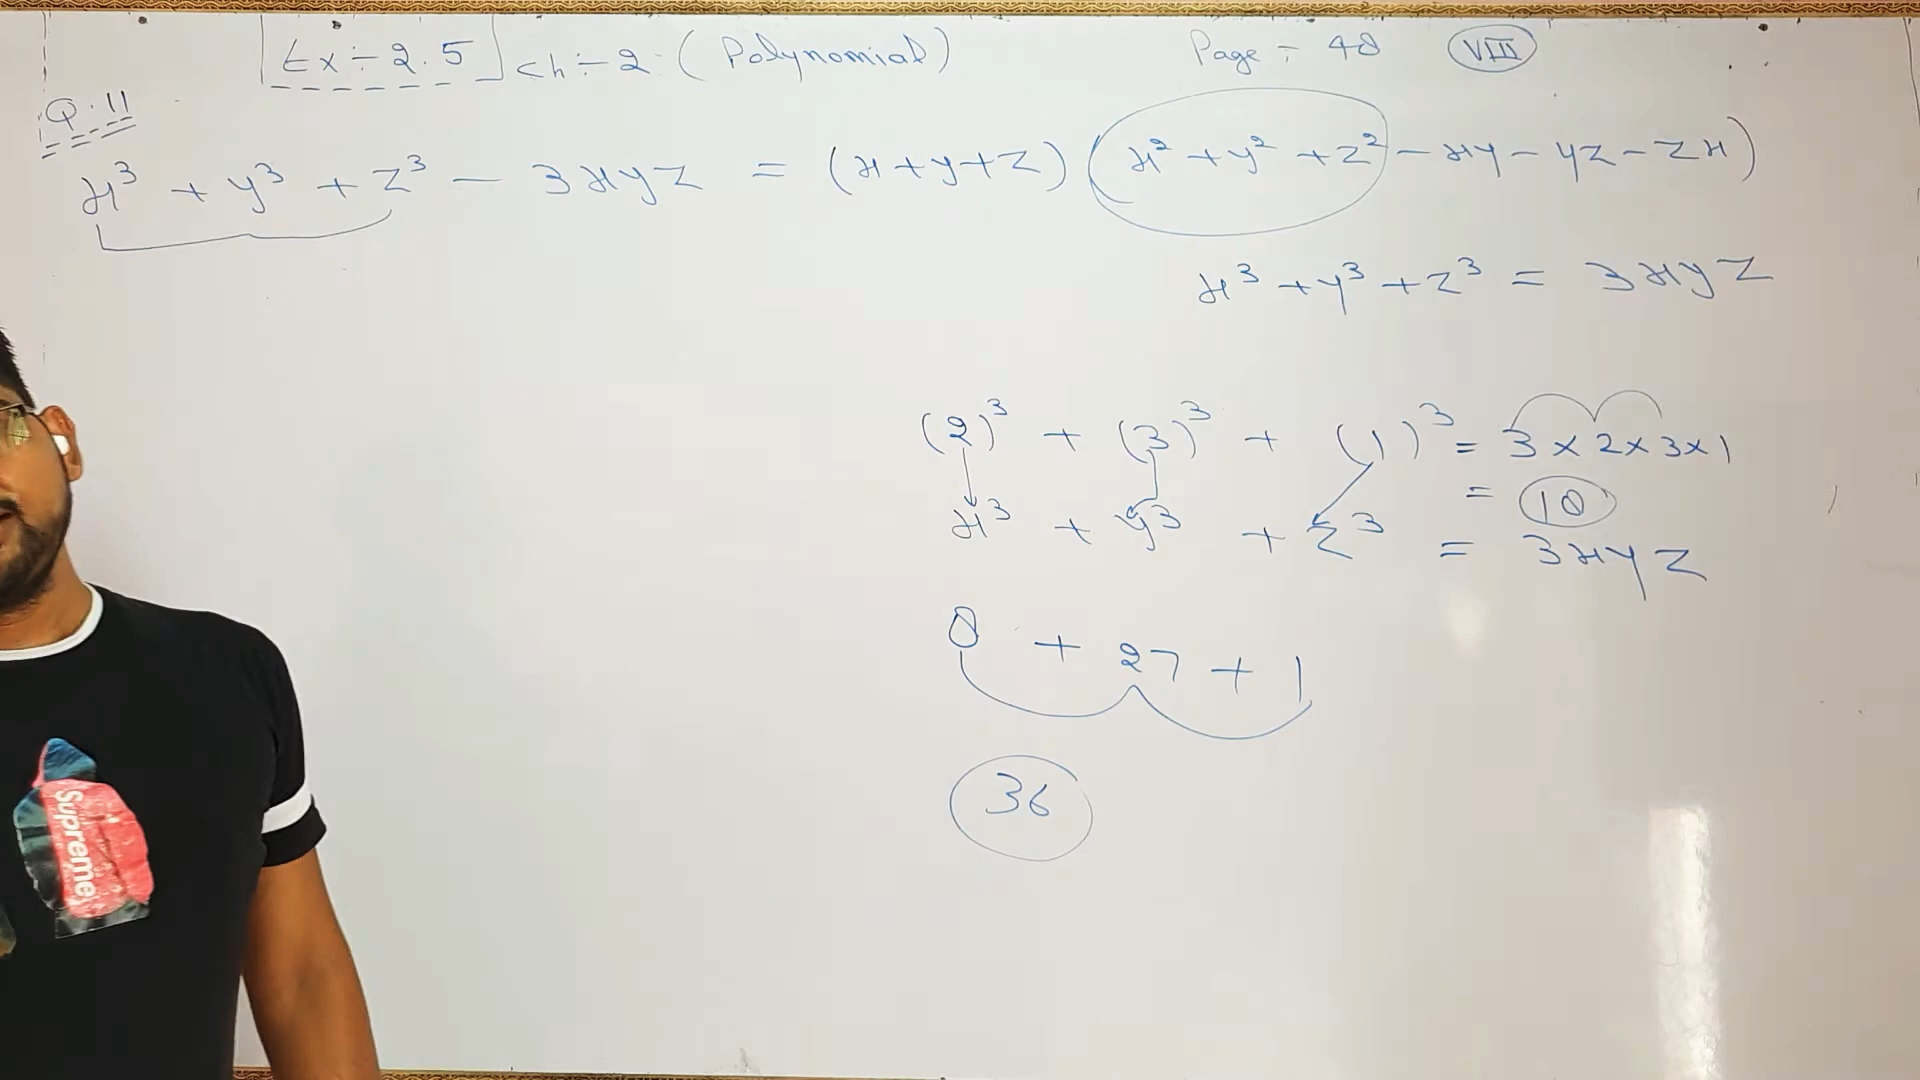 Ex ÷ 2.5 Ch ÷ 2 (Polynomial) Page ÷ 48 VIII
Q.11
x³ + y³ + z³ − 3xyz = (x+y+z) (x² + y² + z² − xy − yz − zx)
x³ + y³ + z³ = 3xyz
(2)³ + (3)³ + (1)³ = 3 × 2 × 3 × 1
= 18
x³ + y³ + z³ = 3xyz
8 + 27 + 1
36
Supreme